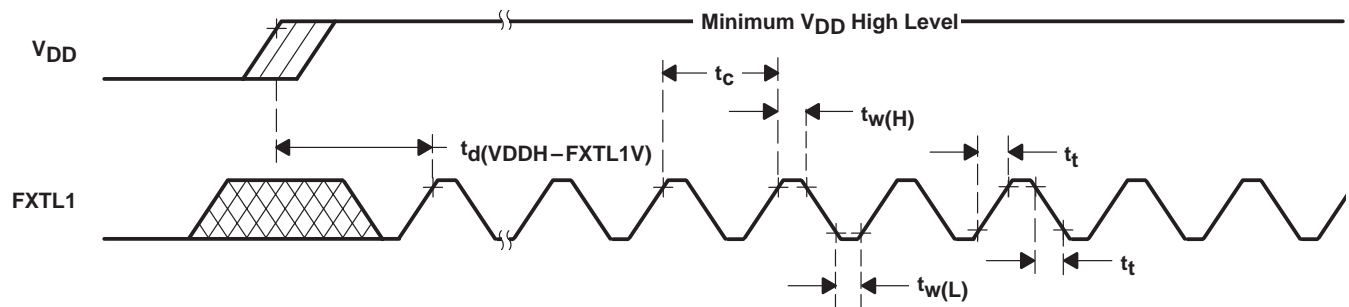 Minimum VDD High Level
VDD
tc
tw(H)
td(VDDH–FXTL1V)
tt
FXTL1
tt
tw(L)